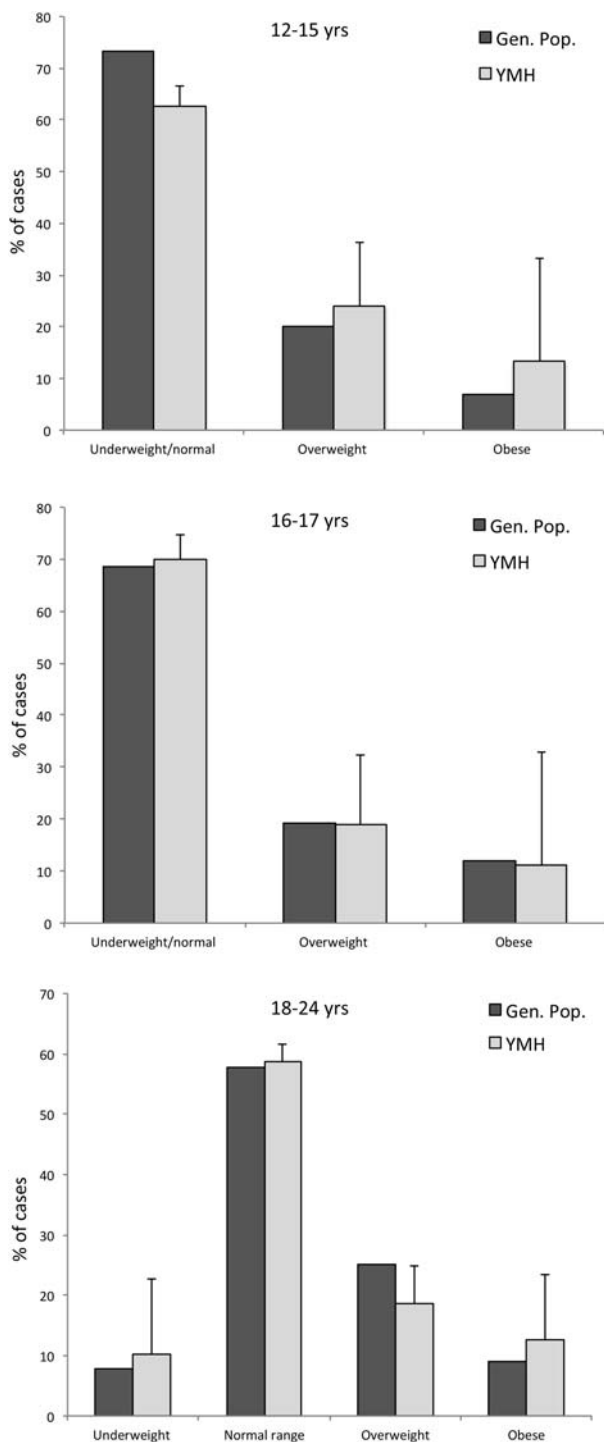 12-15 yrs
Gen. Pop.
YMH
% of cases
80
70
60
50
40
30
20
10
0
Underweight/normal Overweight Obese
16-17 yrs
Gen. Pop.
YMH
% of cases
80
70
60
50
40
30
20
10
0
Underweight/normal Overweight Obese
18-24 yrs
Gen. Pop.
YMH
% of cases
70
60
50
40
30
20
10
0
Underweight Normal range Overweight Obese